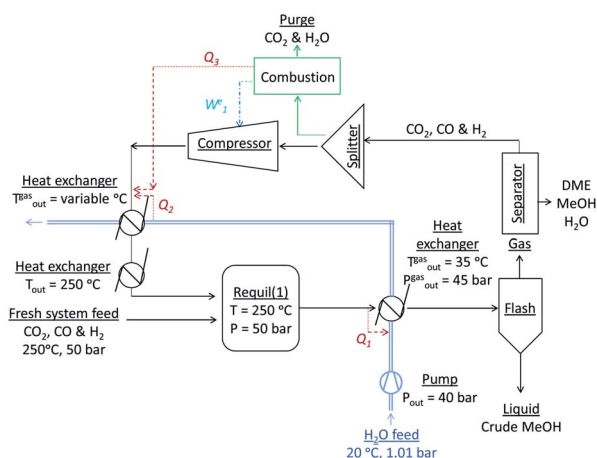 Purge
CO₂ & H₂O
Q₃
Combustion
Wᵉ₁
Compressor
Splitter
CO₂, CO & H₂
Separator
DME
MeOH
H₂O
Heat exchanger
Tᵍᵃˢₒᵤₜ = variable °C
Q₂
Heat
exchanger
Tᵍᵃˢₒᵤₜ = 35 °C
Pᵍᵃˢₒᵤₜ = 45 bar
Gas
Heat exchanger
Tₒᵤₜ = 250 °C
Requil(1)
T = 250 °C
P = 50 bar
Flash
Fresh system feed
CO₂, CO & H₂
250°C, 50 bar
Q₁
Pump
Pₒᵤₜ = 40 bar
Liquid
Crude MeOH
H₂O feed
20 °C, 1.01 bar